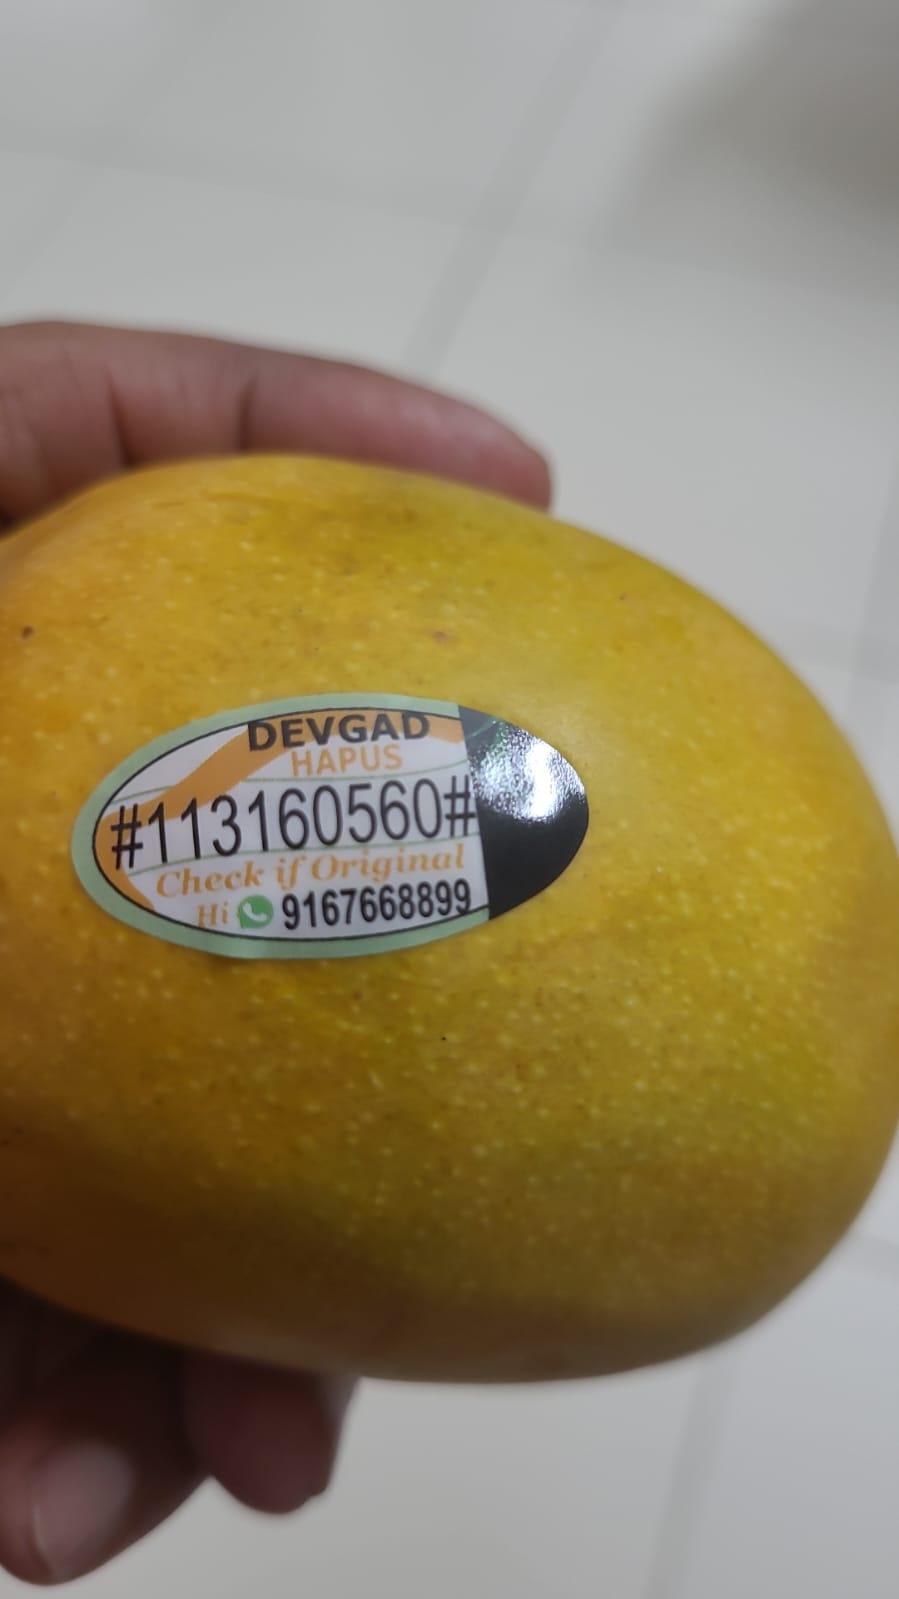 DEVGAD
HAPUS
#113160560#
Check if Original
Hi 9167668899